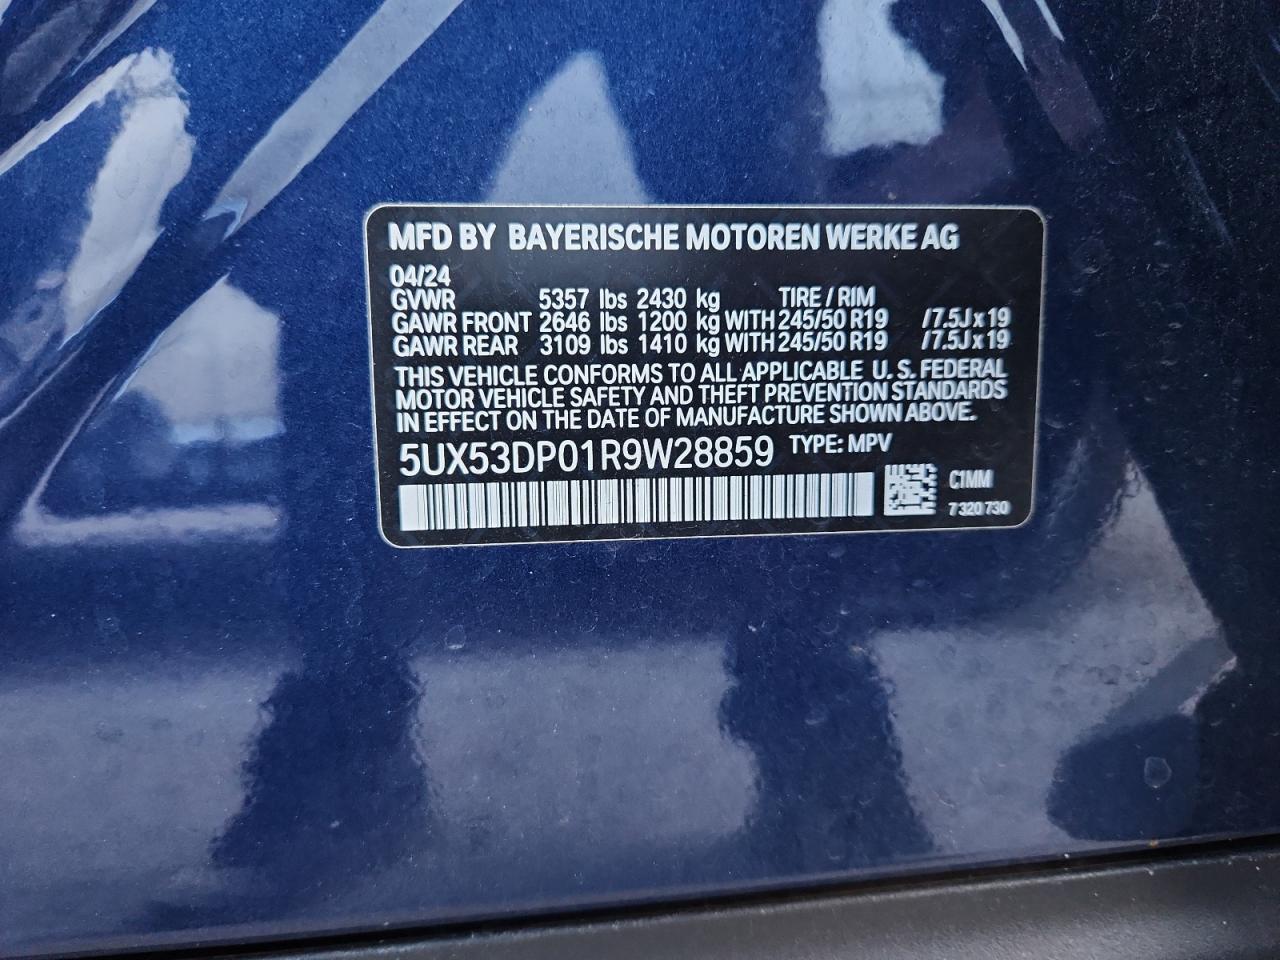 MFD BY BAYERISCHE MOTOREN WERKE AG
04/24
GVWR 5357 lbs 2430 kg TIRE / RIM
GAWR FRONT 2646 lbs 1200 kg WITH 245/50 R19 /7.5J x 19
GAWR REAR 3109 lbs 1410 kg WITH 245/50 R19 /7.5J x 19
THIS VEHICLE CONFORMS TO ALL APPLICABLE U. S. FEDERAL
MOTOR VEHICLE SAFETY AND THEFT PREVENTION STANDARDS
IN EFFECT ON THE DATE OF MANUFACTURE SHOWN ABOVE.
5UX53DP01R9W28859 TYPE: MPV
C1MM
7 320 730